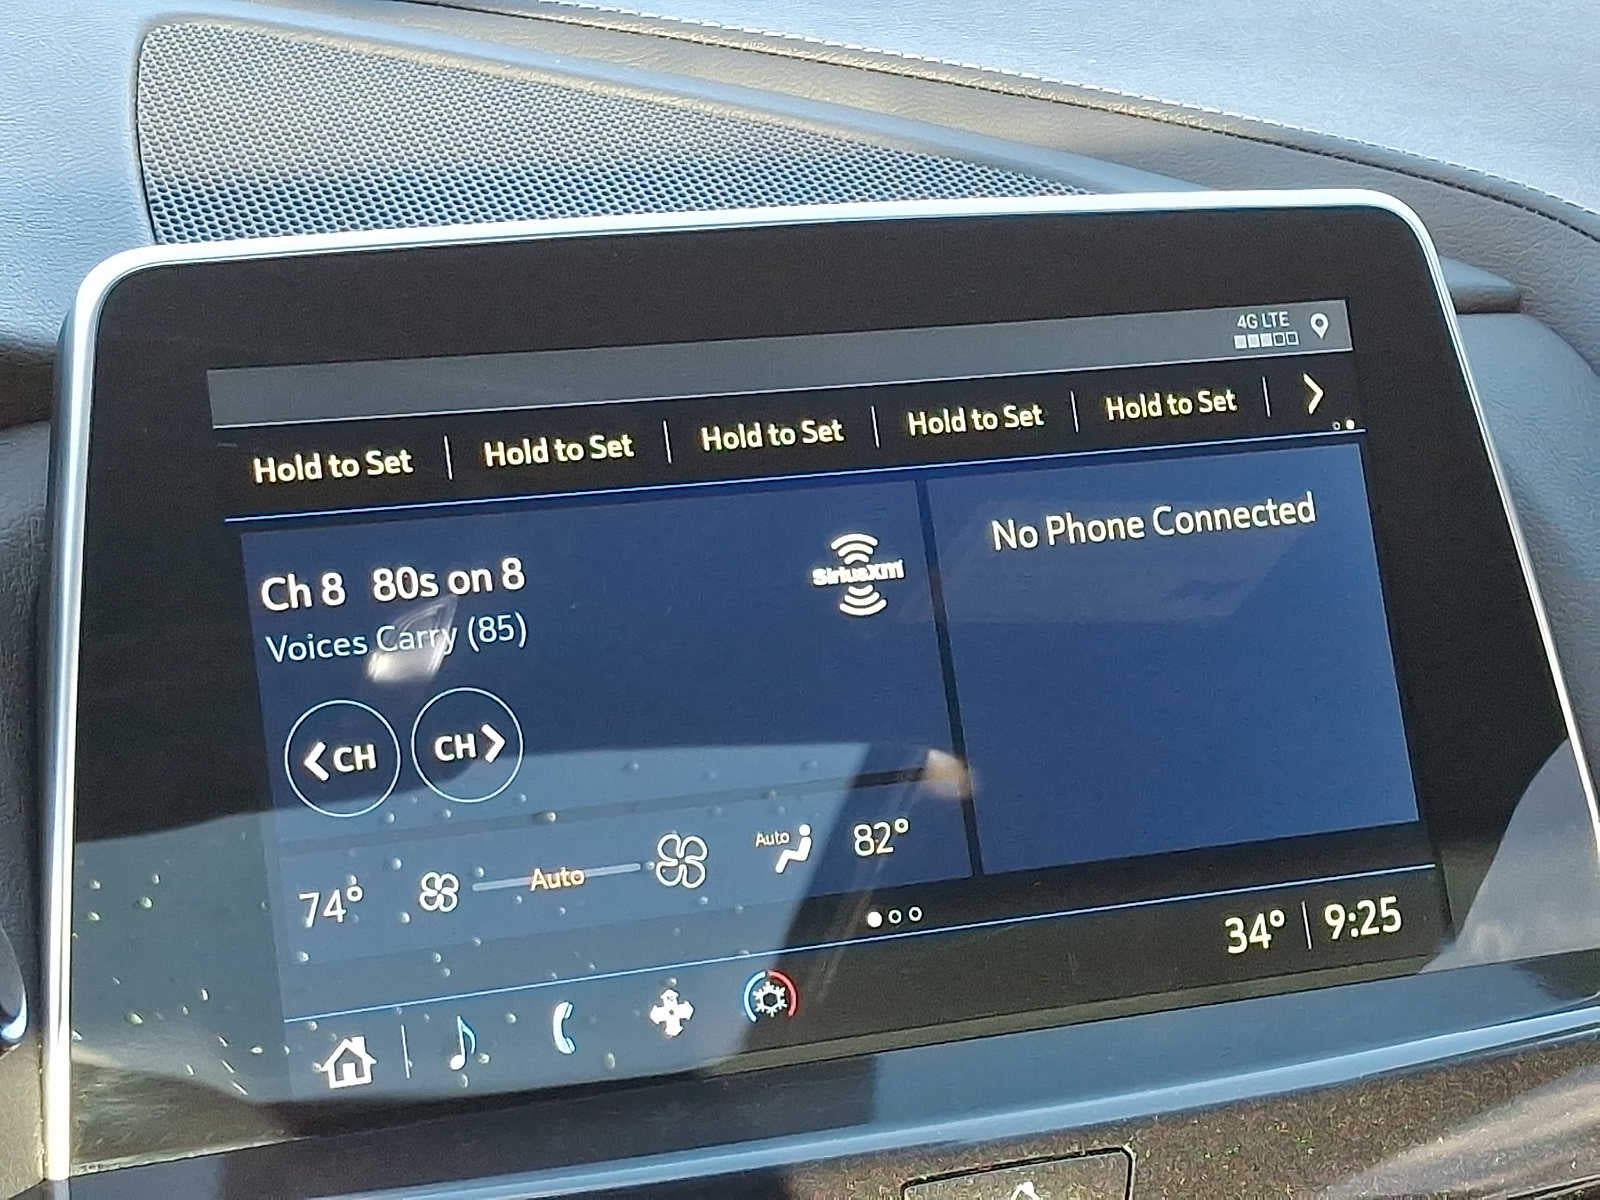 4G LTE
Hold to Set Hold to Set Hold to Set Hold to Set Hold to Set
No Phone Connected
Ch 8 80s on 8
SiriusXM
Voices Carry (85)
CH CH
74° Auto Auto 82°
34° 9:25